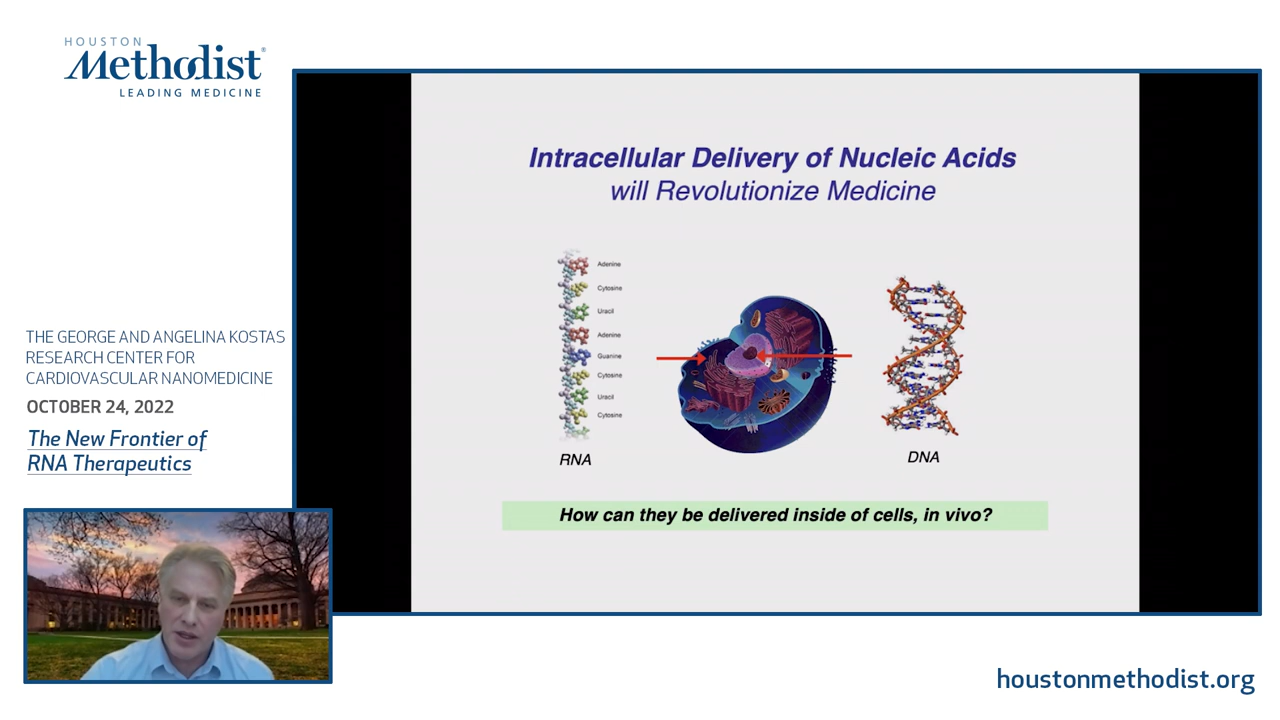 HOUSTON
Methodist®
LEADING MEDICINE
THE GEORGE AND ANGELINA KOSTAS
RESEARCH CENTER FOR
CARDIOVASCULAR NANOMEDICINE
OCTOBER 24, 2022
The New Frontier of
RNA Therapeutics
Intracellular Delivery of Nucleic Acids
will Revolutionize Medicine
Adenine
Cytosine
Uracil
Adenine
Guanine
Cytosine
Uracil
Cytosine
RNA
DNA
How can they be delivered inside of cells, in vivo?
houstonmethodist.org